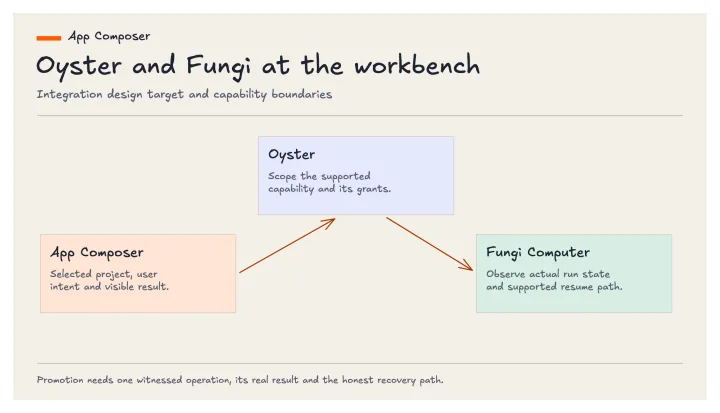 App Composer
Oyster and Fungi at the workbench
Integration design target and capability boundaries
Oyster
Scope the supported
capability and its grants.
App Composer
Selected project, user
intent and visible result.
Fungi Computer
Observe actual run state
and supported resume path.
Promotion needs one witnessed operation, its real result and the honest recovery path.